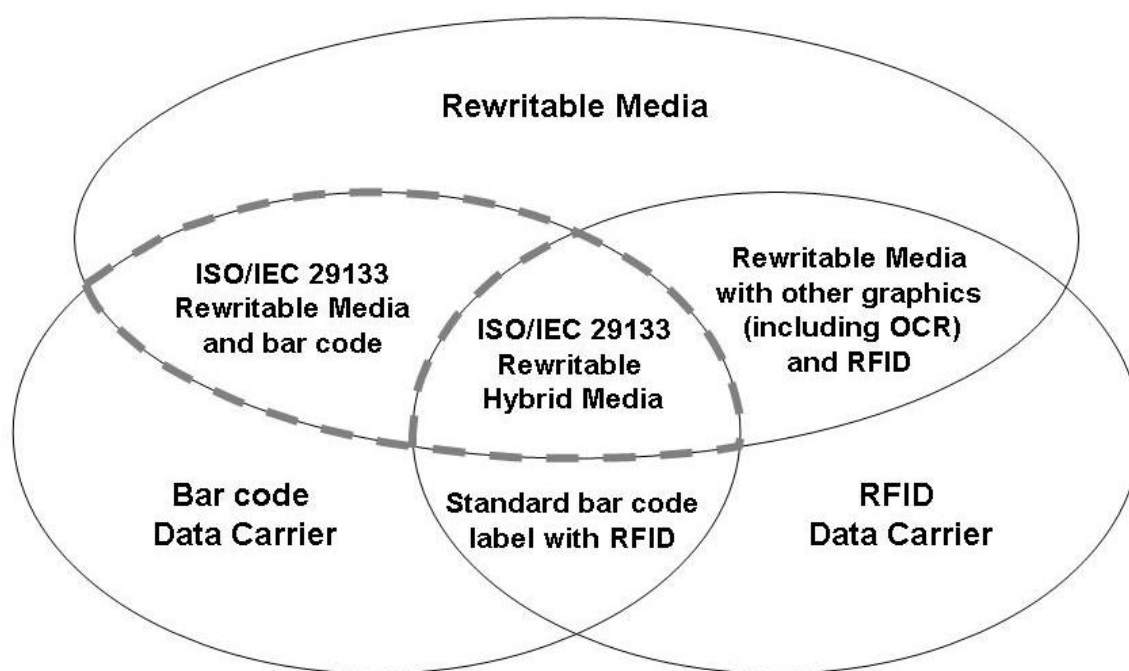 Rewritable Media
ISO/IEC 29133
Rewritable Media
and bar code
ISO/IEC 29133
Rewritable
Hybrid Media
Rewritable Media
with other graphics
(including OCR)
and RFID
Bar code
Data Carrier
Standard bar code
label with RFID
RFID
Data Carrier